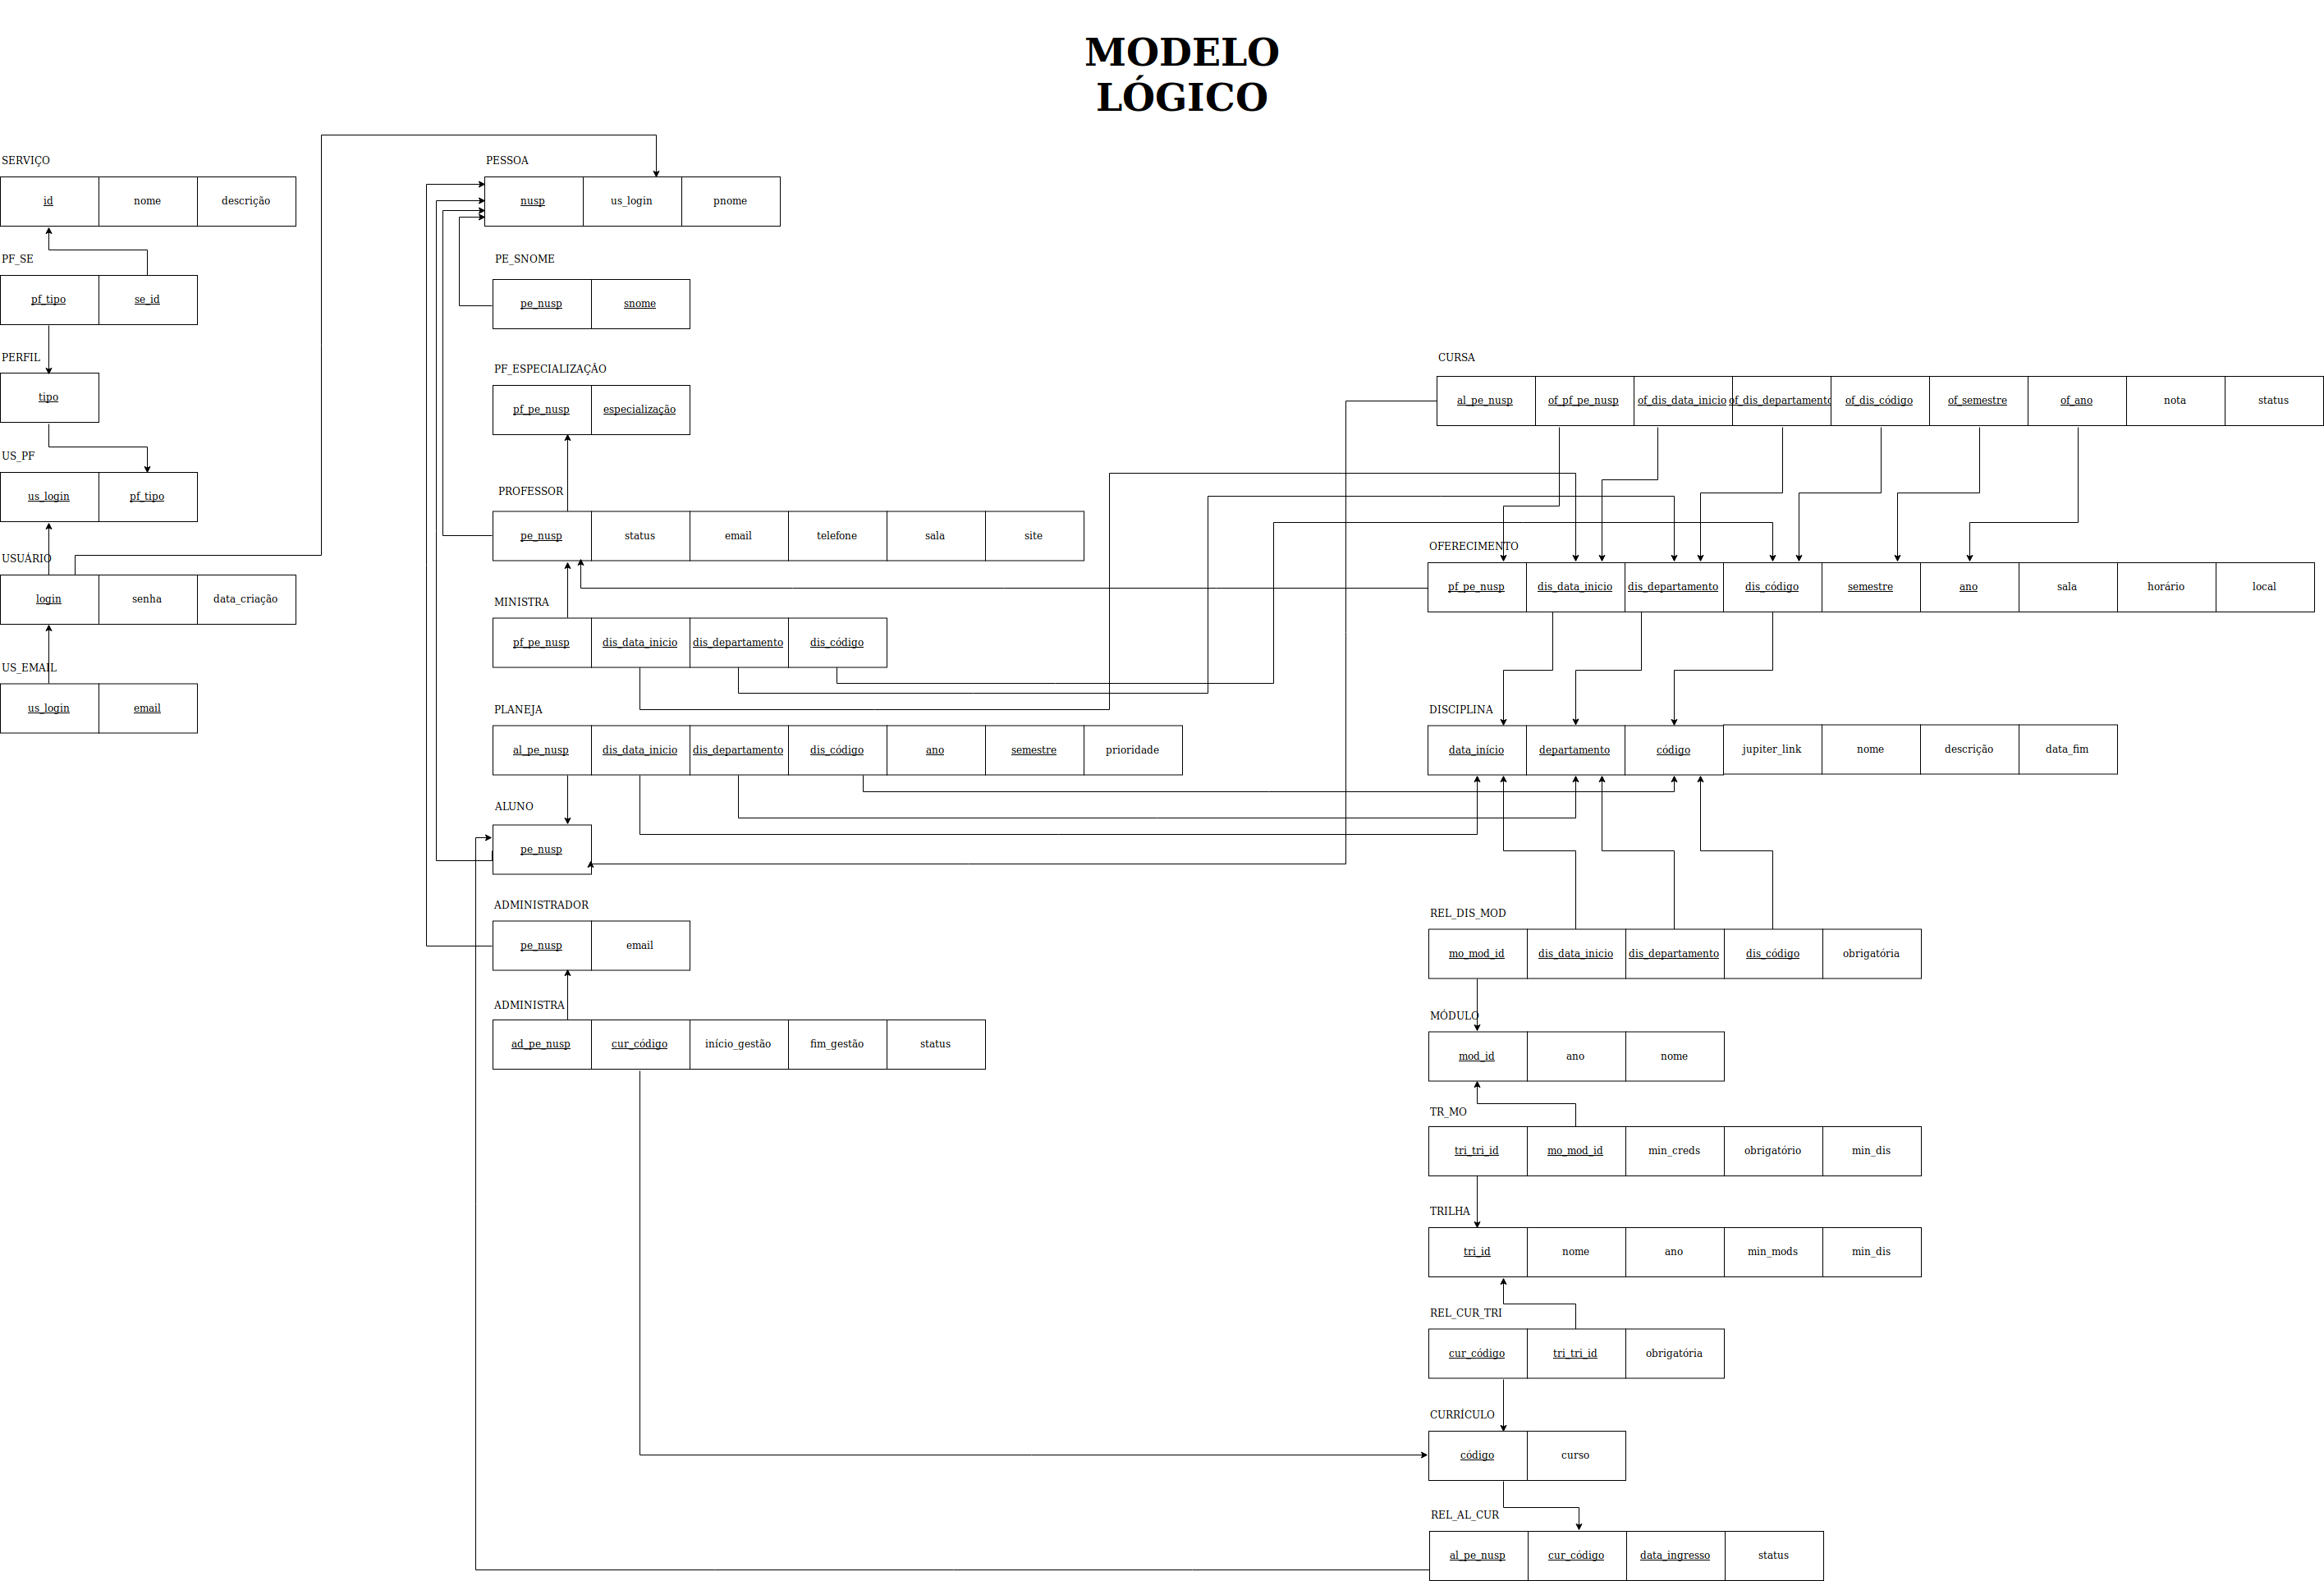 MODELO
LÓGICO
SERVIÇO
id nome descrição
PF_SE
pf_tipo se_id
PERFIL
tipo
US_PF
us_login pf_tipo
USUÁRIO
login senha data_criação
US_EMAIL
us_login email
PESSOA
nusp us_login pnome
PE_SNOME
pe_nusp snome
PF_ESPECIALIZAÇÃO
pf_pe_nusp especialização
PROFESSOR
pe_nusp status email telefone sala site
MINISTRA
pf_pe_nusp dis_data_inicio dis_departamento dis_código
PLANEJA
al_pe_nusp dis_data_inicio dis_departamento dis_código ano semestre prioridade
ALUNO
pe_nusp
ADMINISTRADOR
pe_nusp email
ADMINISTRA
ad_pe_nusp cur_código início_gestão fim_gestão status
CURSA
al_pe_nusp of_pf_pe_nusp of_dis_data_inicio of_dis_departamento of_dis_código of_semestre of_ano nota status
OFERECIMENTO
pf_pe_nusp dis_data_inicio dis_departamento dis_código semestre ano sala horário local
DISCIPLINA
data_início departamento código jupiter_link nome descrição data_fim
REL_DIS_MOD
mo_mod_id dis_data_inicio dis_departamento dis_código obrigatória
MÓDULO
mod_id ano nome
TR_MO
tri_tri_id mo_mod_id min_creds obrigatório min_dis
TRILHA
tri_id nome ano min_mods min_dis
REL_CUR_TRI
cur_código tri_tri_id obrigatória
CURRÍCULO
código curso
REL_AL_CUR
al_pe_nusp cur_código data_ingresso status